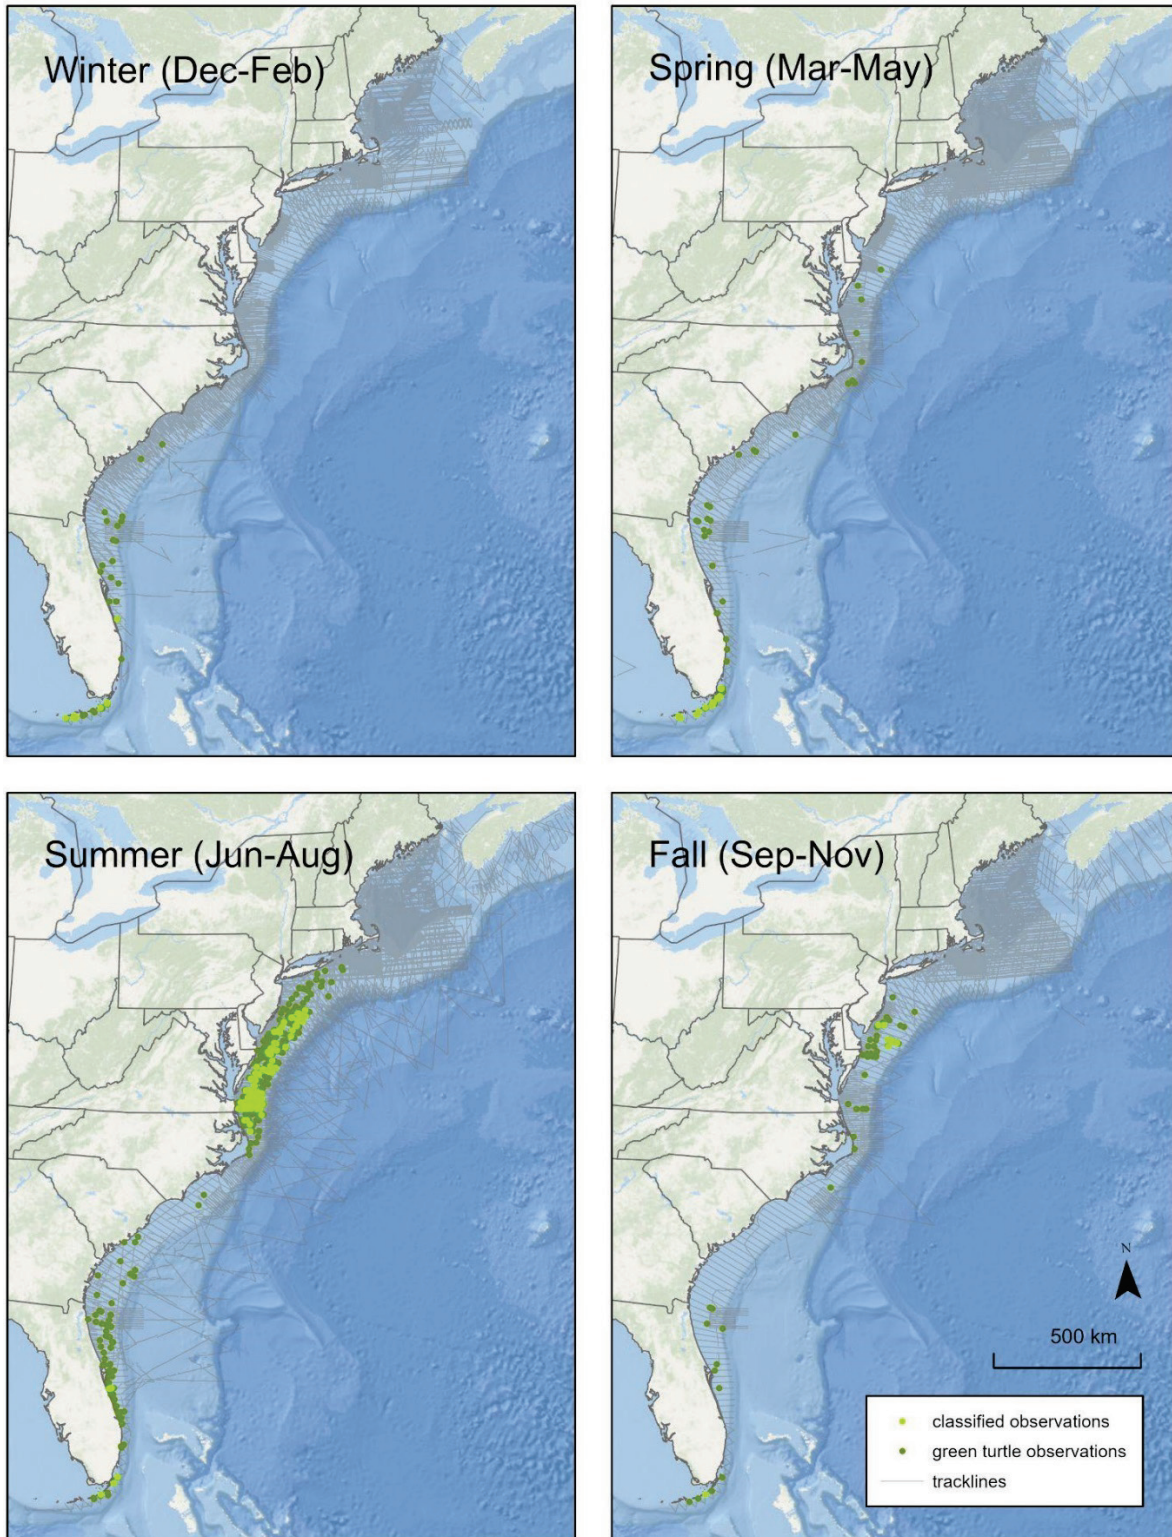 Winter (Dec-Feb)
Spring (Mar-May)
Summer (Jun-Aug)
Fall (Sep-Nov)
N
500 km
classified observations
green turtle observations
tracklines